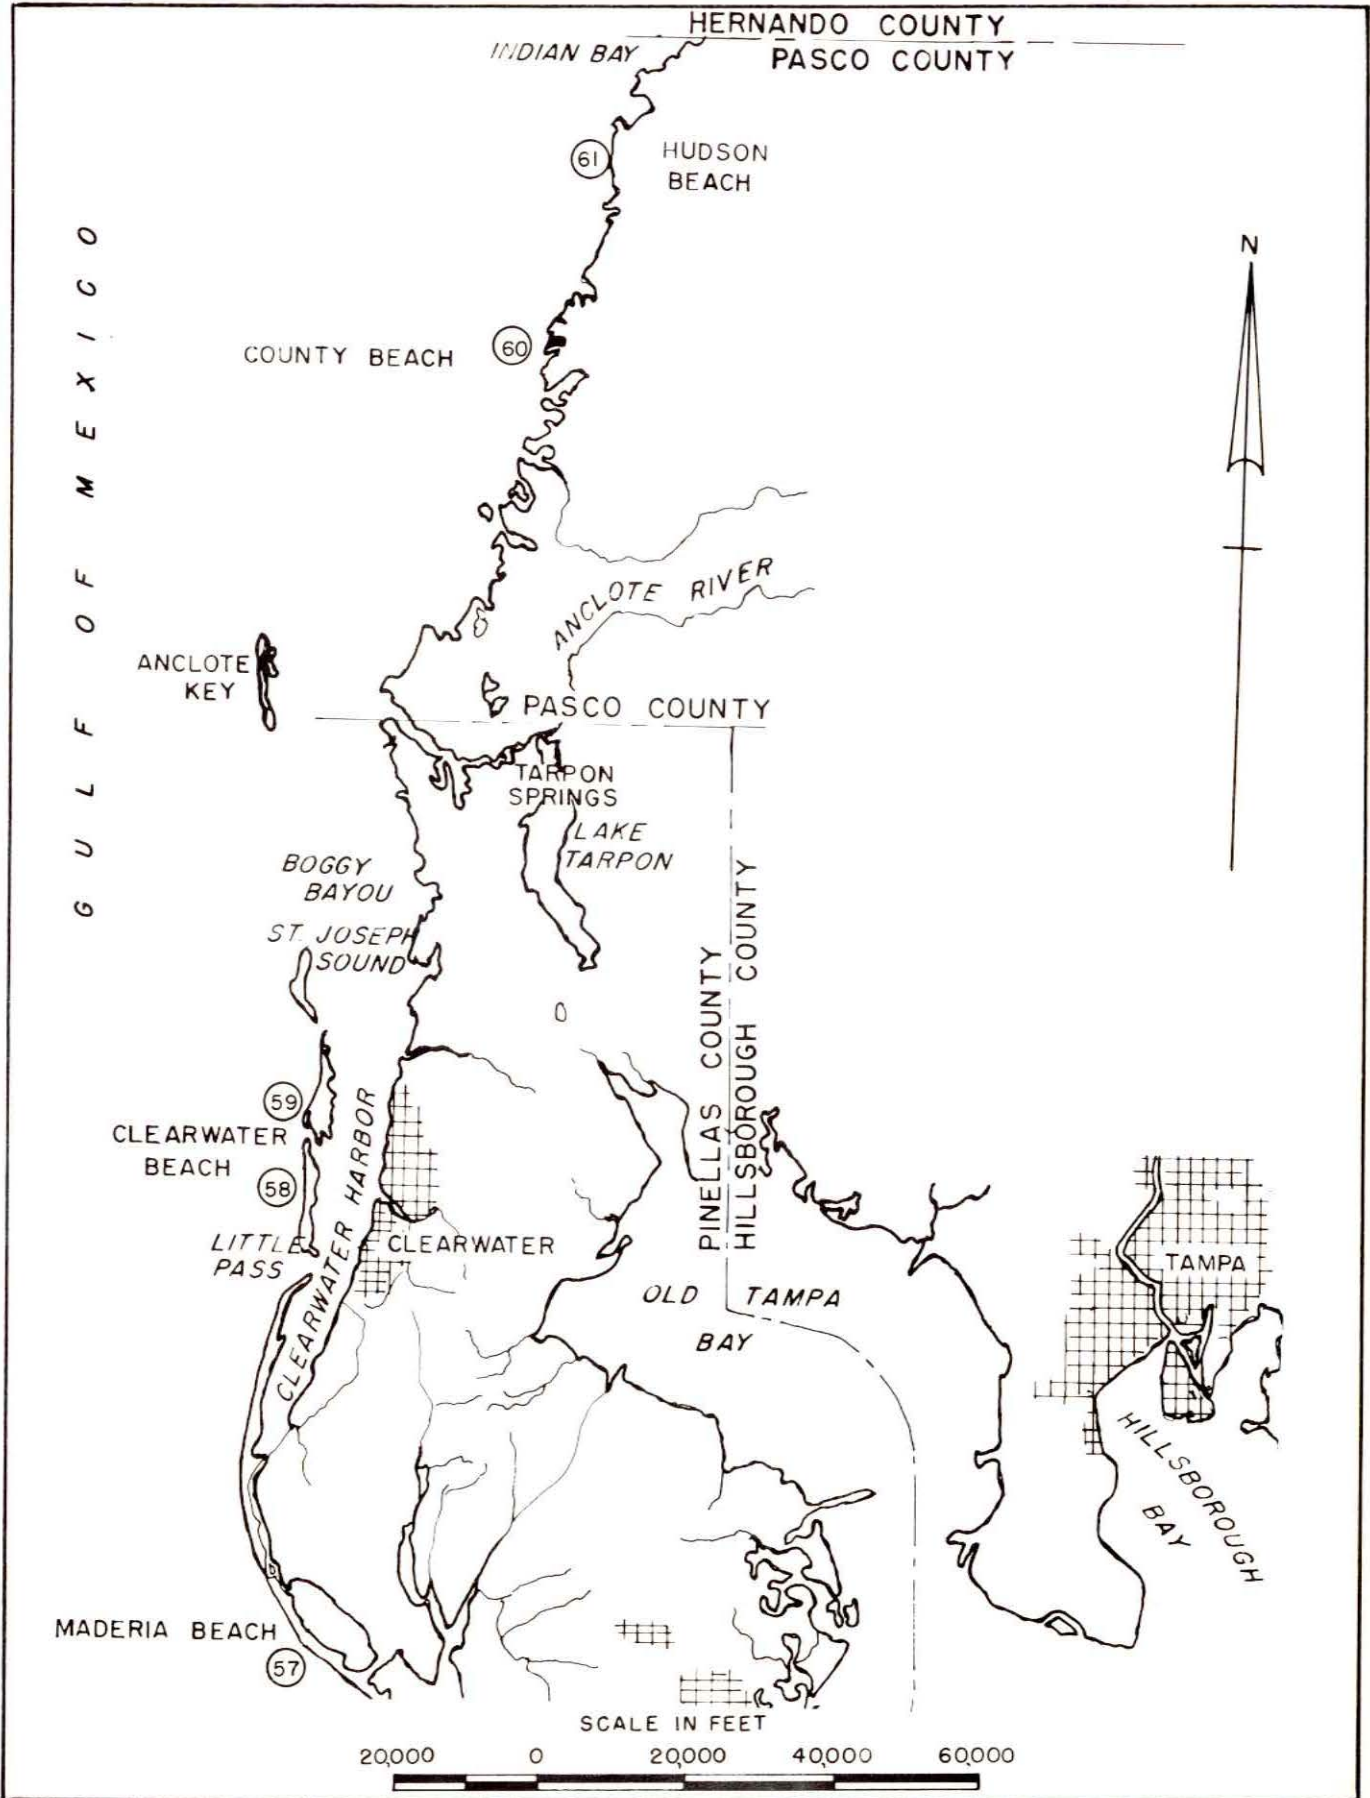 HERNANDO COUNTY
INDIAN BAY
PASCO COUNTY
61
HUDSON
BEACH
N
GULF OF MEXICO
COUNTY BEACH
60
ANCLOTE RIVER
ANCLOTE
KEY
PASCO COUNTY
TARPON
SPRINGS
LAKE
TARPON
BOGGY
BAYOU
ST. JOSEPH
SOUND
PINELLAS COUNTY
HILLSBOROUGH COUNTY
59
CLEARWATER
BEACH
58
CLEARWATER HARBOR
LITTLE
PASS
CLEARWATER
TAMPA
OLD TAMPA
BAY
HILLSBOROUGH
BAY
MADERIA BEACH
57
SCALE IN FEET
20,000 0 20,000 40,000 60,000